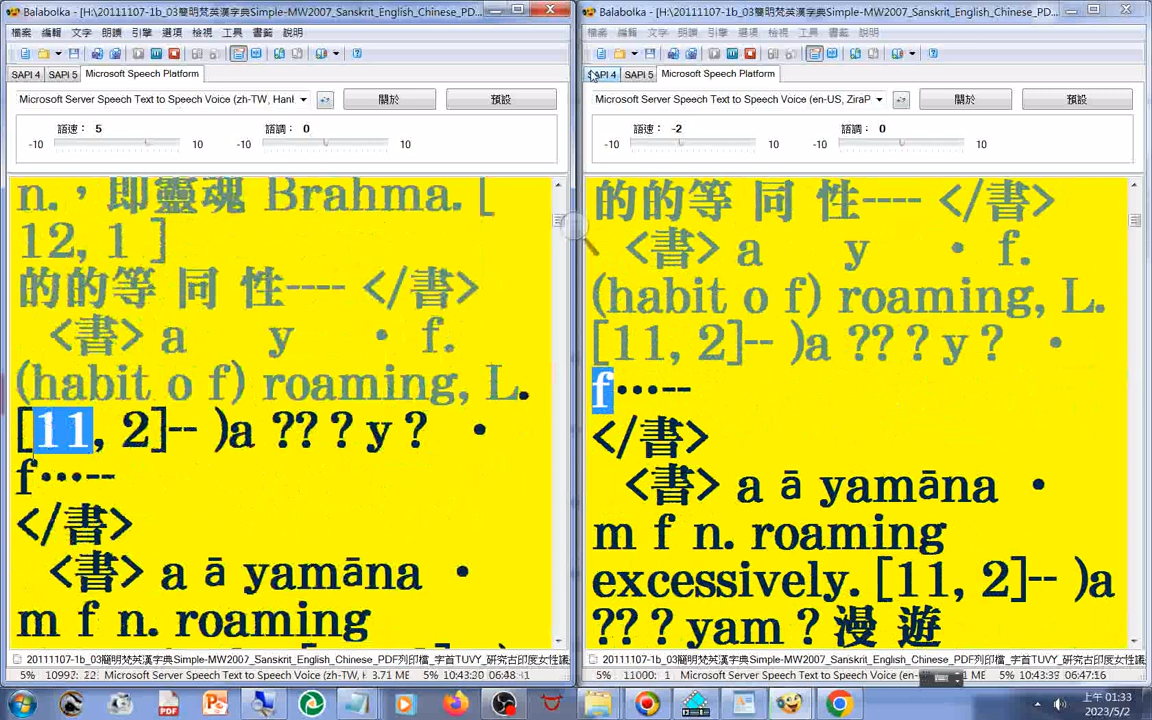 Balabolka - [H:\20111107-1b_03簡明梵英漢字典Simple-MW2007_Sanskrit_English_Chinese_PD...
檔案 編輯 文字 朗讀 引擎 選項 檢視 工具 書籤 說明
SAPI 4 SAPI 5 Microsoft Speech Platform
Microsoft Server Speech Text to Speech Voice (zh-TW, Hanl 關於 預設
語速： 5 語調： 0
-10 10 -10 10
n.，即靈魂 Brahma. [
12, 1 ]
的的等 同 性---- </書>
<書> a y • f.
(habit o f) roaming, L.
[11, 2]-- )a ?? ? y ? •
f•••--
</書>
<書> a ā yamāna •
m f n. roaming
20111107-1b_03簡明梵英漢字典Simple-MW2007_Sanskrit_English_Chinese_PDF列印檔_字首TUVY_研究古印度女性議
5% 10992: 22 Microsoft Server Speech Text to Speech Voice (zh-TW, H 3.71 ME 5% 10:43:20 06:48
Balabolka - [H:\20111107-1b_03簡明梵英漢字典Simple-MW2007_Sanskrit_English_Chinese_PD...
檔案 編輯 文字 朗讀 引擎 選項 檢視 工具 書籤 說明
SAPI 4 SAPI 5 Microsoft Speech Platform
Microsoft Server Speech Text to Speech Voice (en-US, ZiraP 關於 預設
語速： -2 語調： 0
-10 10 -10 10
的的等 同 性---- </書>
<書> a y • f.
(habit o f) roaming, L.
[11, 2]-- )a ?? ? y ? •
f•••--
</書>
<書> a ā yamāna •
m f n. roaming
excessively. [11, 2]-- )a
?? ? yam ? 漫 遊
20111107-1b_03簡明梵英漢字典Simple-MW2007_Sanskrit_English_Chinese_PDF列印檔_字首TUVY_研究古印度女性議
5% 11000: 1 Microsoft Server Speech Text to Speech Voice (en-u ME 5% 10:43:20 06:47:16
PDF
上午 01:33
2023/5/2